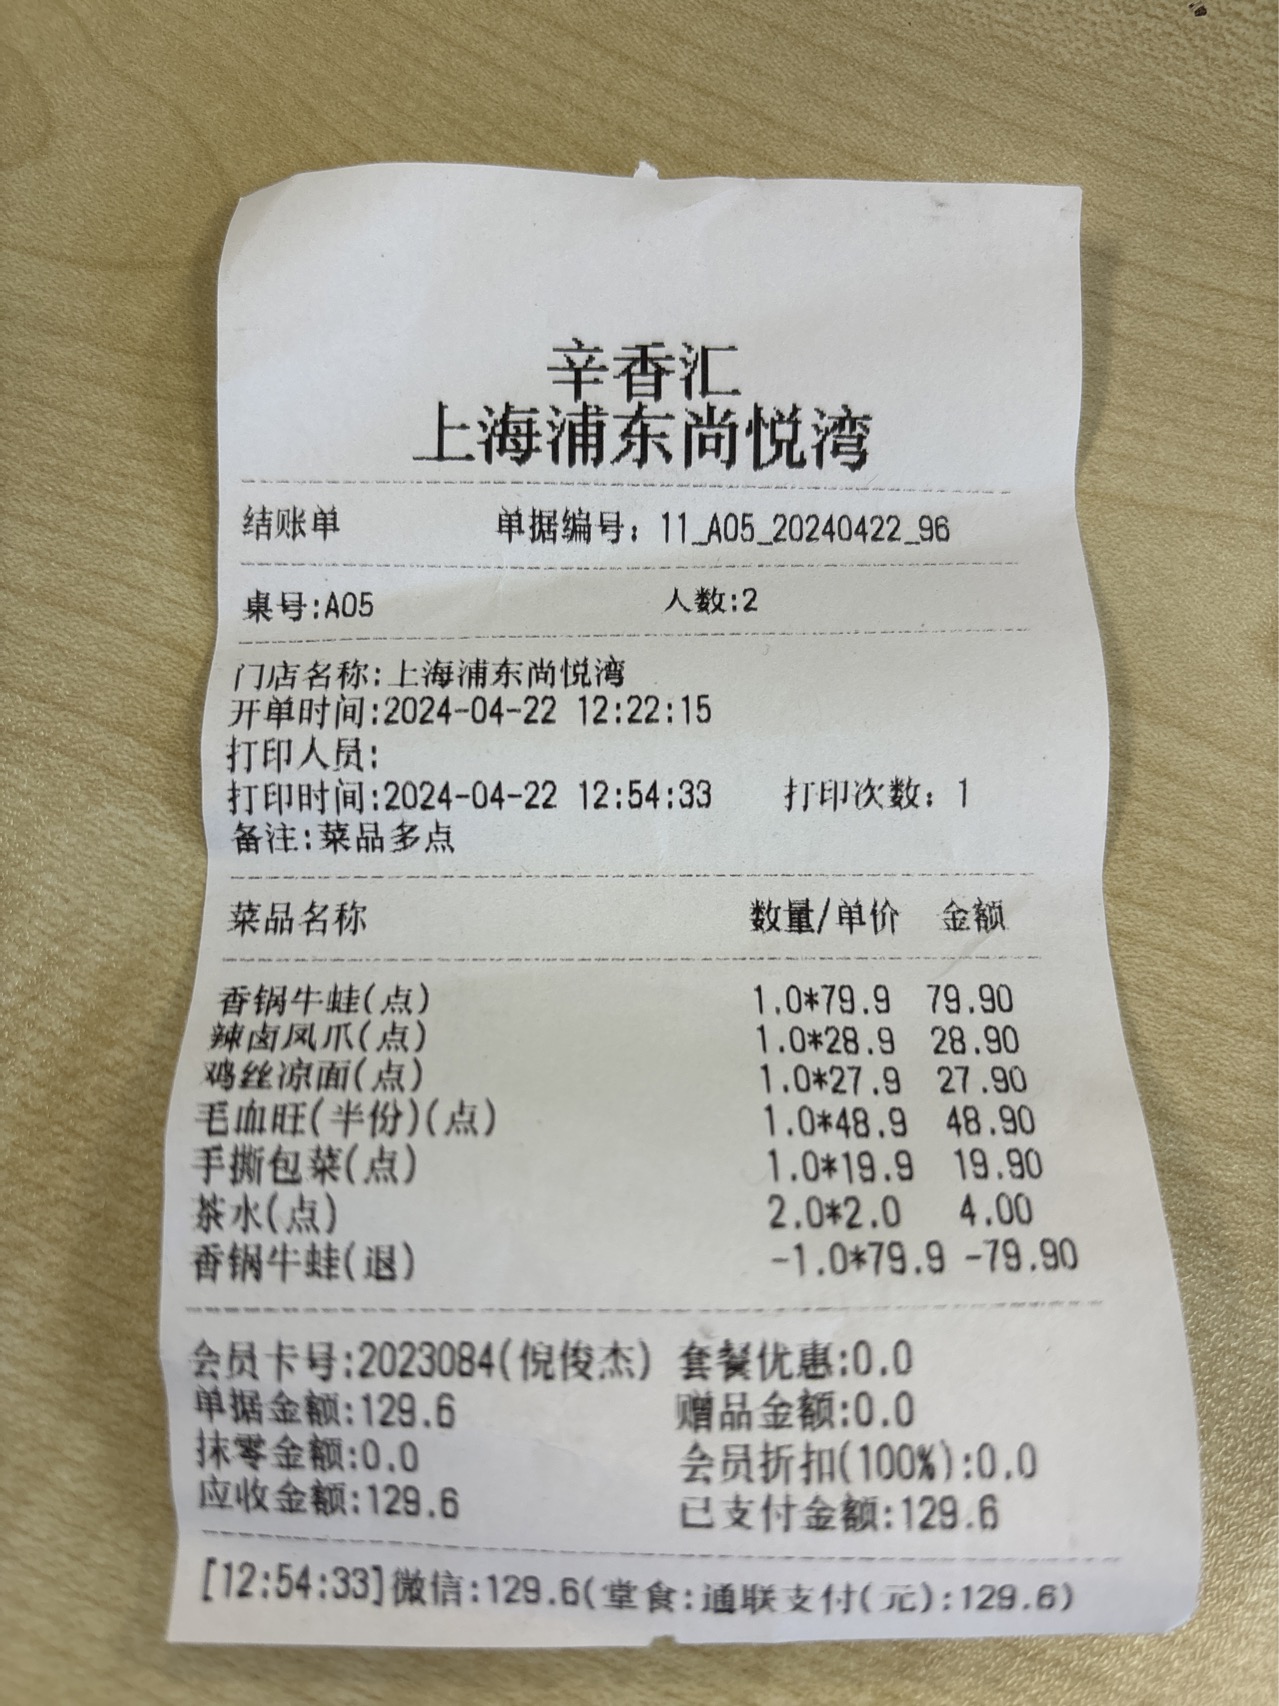 辛香汇
上海浦东尚悦湾
结账单 单据编号：11_A05_20240422_96
桌号:A05 人数:2
门店名称:上海浦东尚悦湾
开单时间:2024-04-22 12:22:15
打印人员:
打印时间:2024-04-22 12:54:33 打印次数：1
备注:菜品多点
菜品名称 数量/单价 金额
香锅牛蛙(点) 1.0*79.9 79.90
辣卤凤爪(点) 1.0*28.9 28.90
鸡丝凉面(点) 1.0*27.9 27.90
毛血旺(半份)(点) 1.0*48.9 48.90
手撕包菜(点) 1.0*19.9 19.90
茶水(点) 2.0*2.0 4.00
香锅牛蛙(退) -1.0*79.9 -79.90
会员卡号:2023084(倪俊杰) 套餐优惠:0.0
单据金额:129.6 赠品金额:0.0
抹零金额:0.0 会员折扣(100%):0.0
应收金额:129.6 已支付金额:129.6
[12:54:33]微信:129.6(堂食:通联支付(元):129.6)